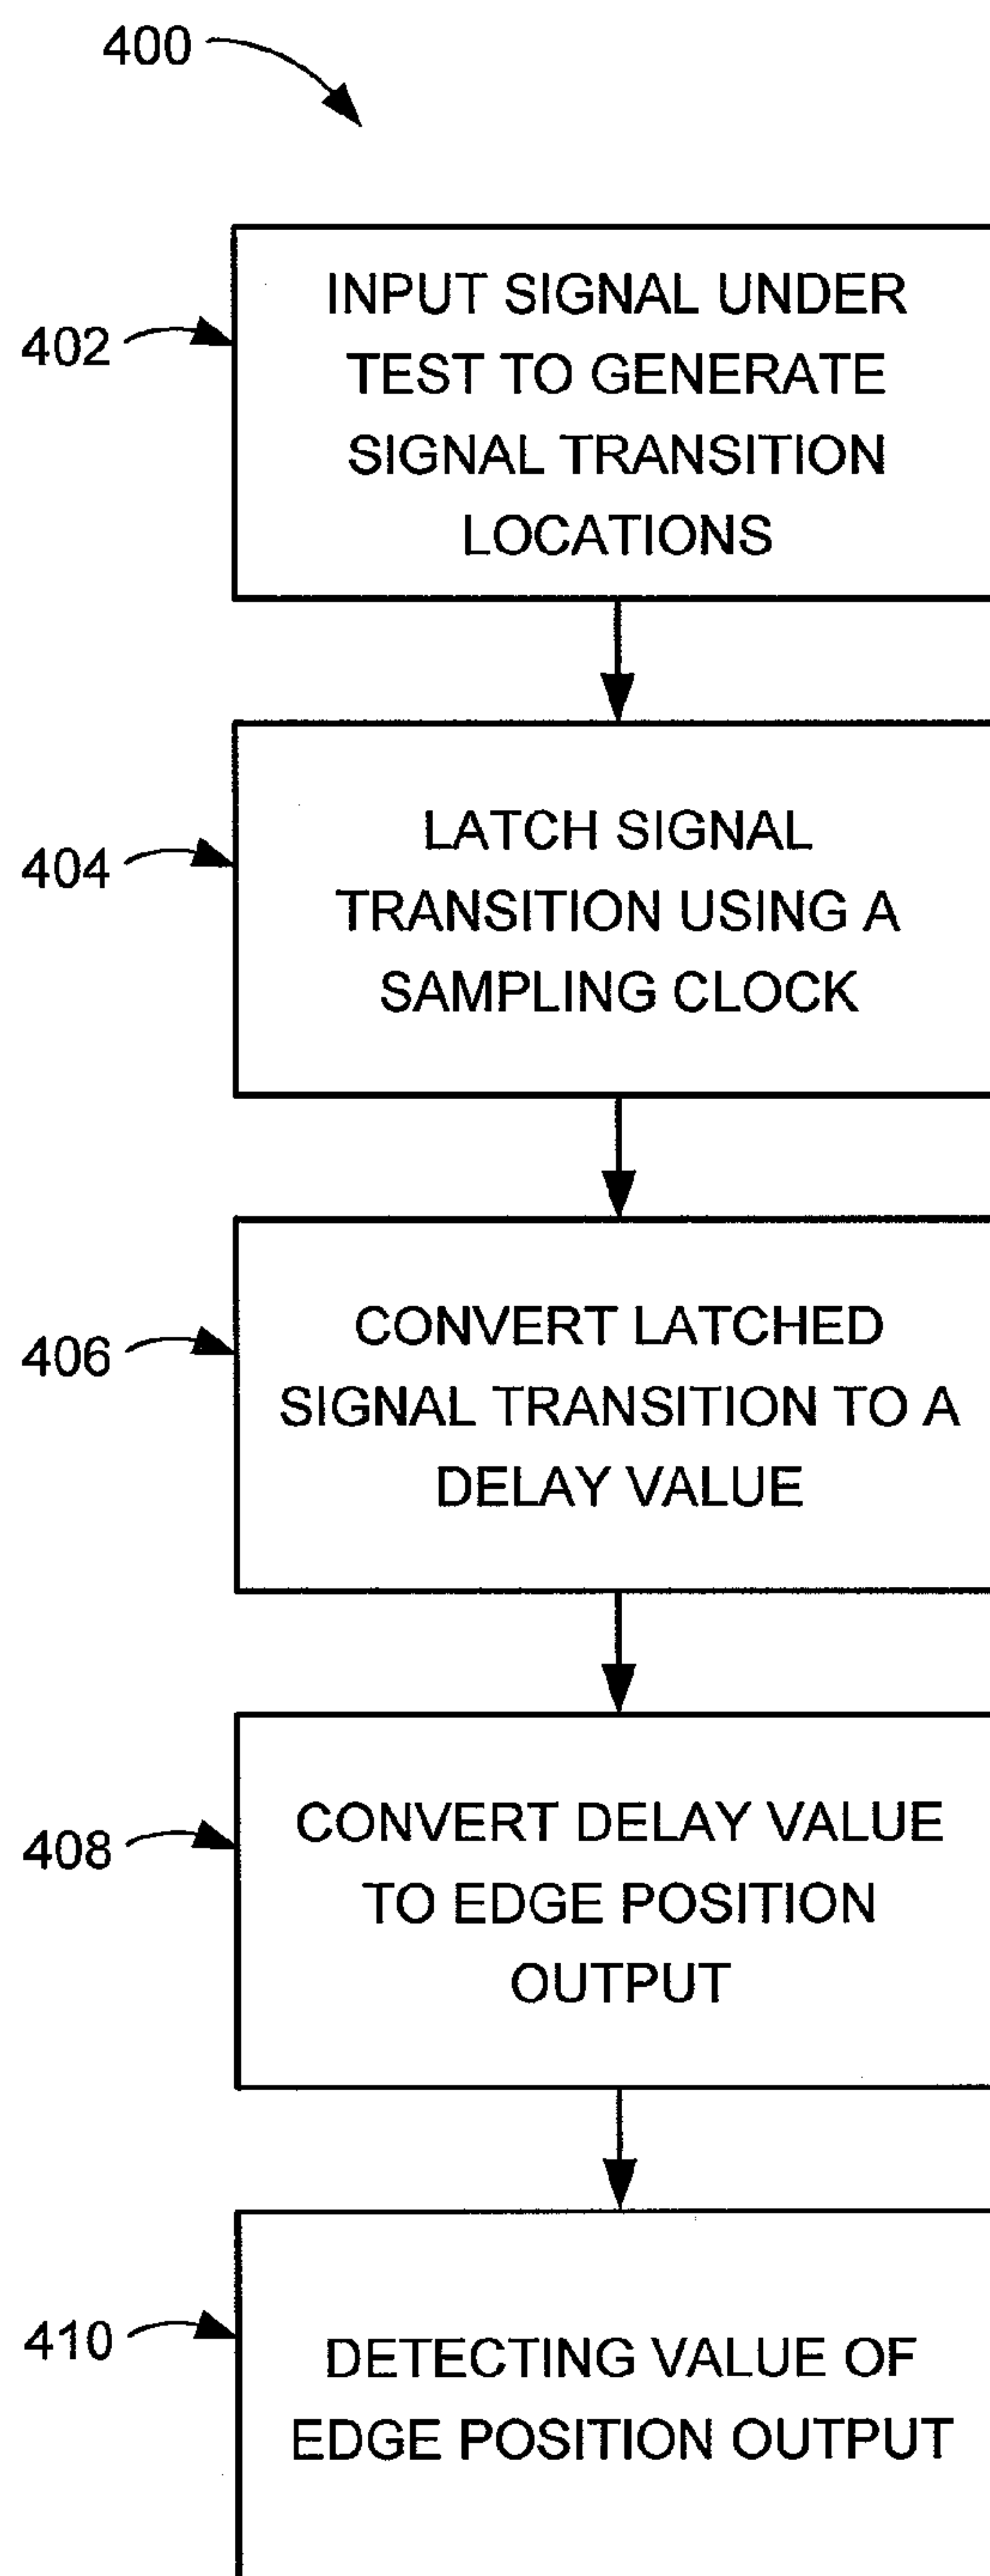 400
402
INPUT SIGNAL UNDER
TEST TO GENERATE
SIGNAL TRANSITION
LOCATIONS
404
LATCH SIGNAL
TRANSITION USING A
SAMPLING CLOCK
406
CONVERT LATCHED
SIGNAL TRANSITION TO A
DELAY VALUE
408
CONVERT DELAY VALUE
TO EDGE POSITION
OUTPUT
410
DETECTING VALUE OF
EDGE POSITION OUTPUT